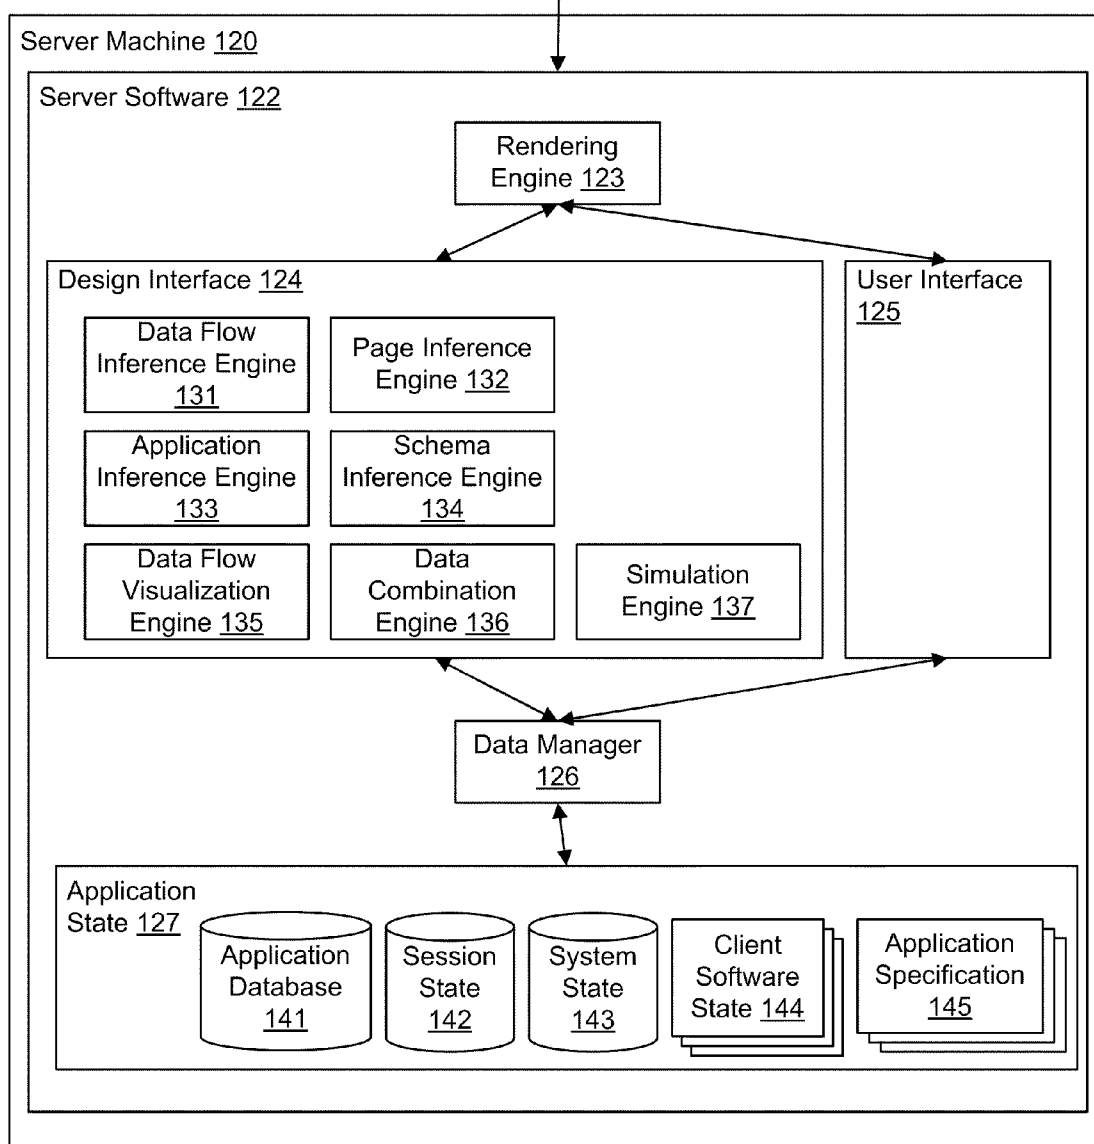 Server Machine 120
Server Software 122
Rendering
Engine 123
Design Interface 124
User Interface
125
Data Flow
Inference Engine
131
Page Inference
Engine 132
Application
Inference Engine
133
Schema
Inference Engine
134
Data Flow
Visualization
Engine 135
Data
Combination
Engine 136
Simulation
Engine 137
Data Manager
126
Application
State 127
Application
Database
141
Session
State
142
System
State
143
Client
Software
State 144
Application
Specification
145